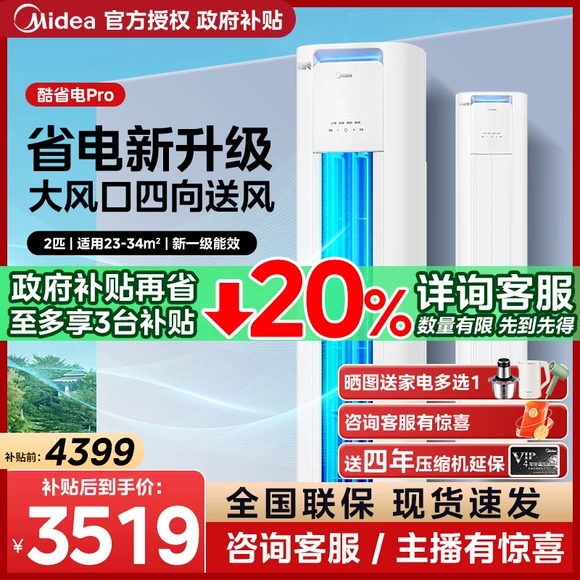 Midea 官方授权 政府补贴
酷省电Pro
省电新升级
大风口四向送风
2匹 | 适用23-34m² | 新一级能效
Midea
政府补贴再省
至多享3台补贴
20%
详询客服
数量有限 先到先得
晒图送家电多选1
咨询客服有惊喜
送四年压缩机延保
Midea
VIP
补贴前: 4399
补贴后到手价:
¥3519
全国联保 现货速发
咨询客服 / 主播有惊喜